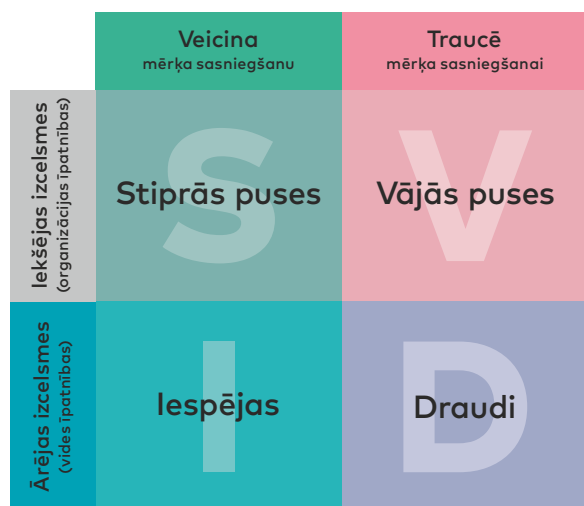 Veicina
mērķa sasniegšanu
Traucē
mērķa sasniegšanai
Iekšējas izcelsmes
(organizācijas īpatnības)
S
Stiprās puses
V
Vājās puses
Ārējas izcelsmes
(vides īpatnības)
I
Iespējas
D
Draudi